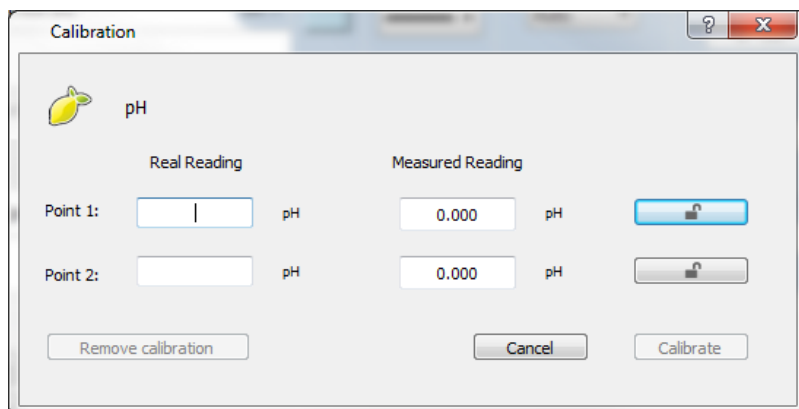 Calibration
pH
Real Reading Measured Reading
Point 1: pH 0.000 pH
Point 2: pH 0.000 pH
Remove calibration Cancel Calibrate